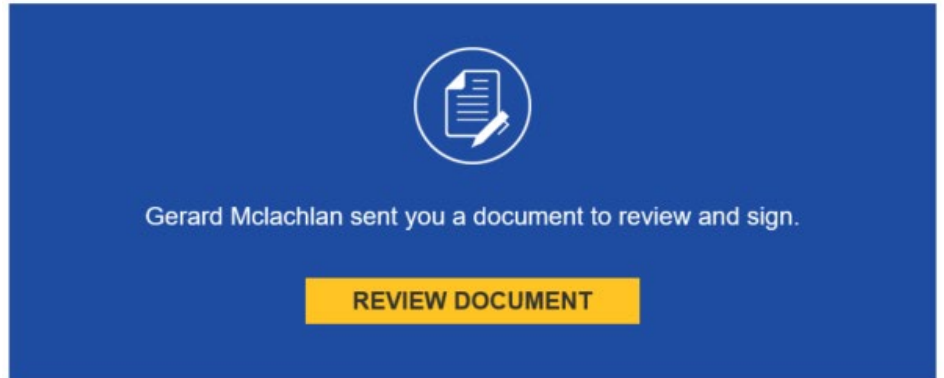 Gerard Mclachlan sent you a document to review and sign.
REVIEW DOCUMENT